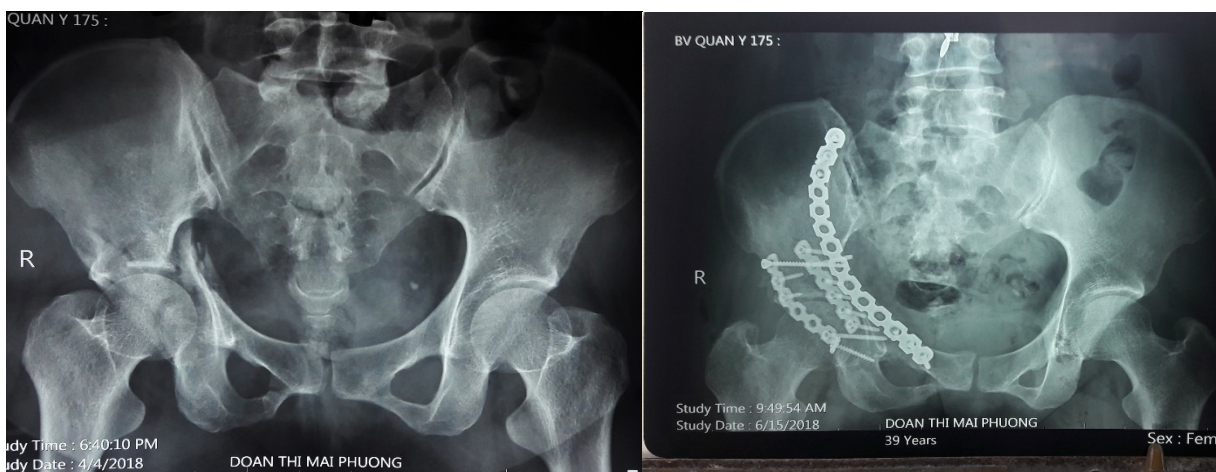 QUAN Y 175 :
R
udy Time : 6:40:10 PM
udy Date : 4/4/2018
DOAN THI MAI PHUONG
BV QUAN Y 175 :
R
Study Time : 9:49:54 AM
Study Date : 6/15/2018
DOAN THI MAI PHUONG
39 Years
Sex : Fem